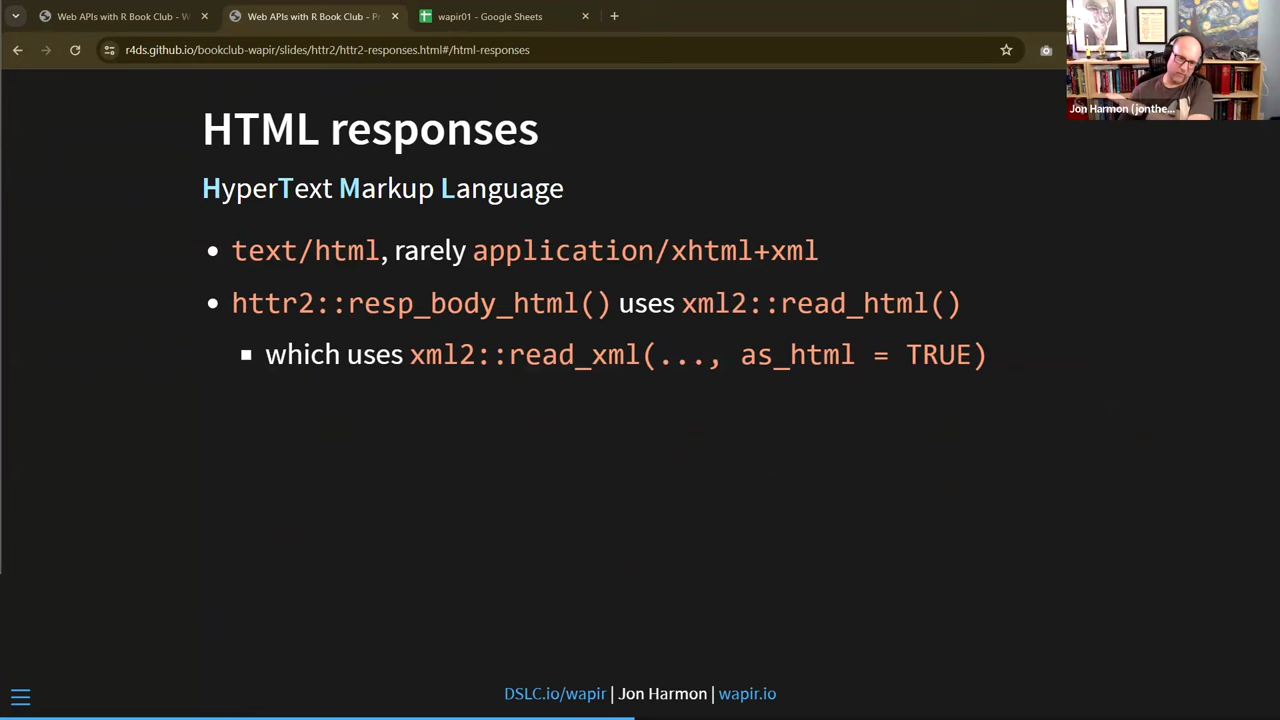 Web APIs with R Book Club - W
Web APIs with R Book Club - Pr
wapir01 - Google Sheets
r4ds.github.io/bookclub-wapir/slides/httr2/httr2-responses.html#/html-responses
Jon Harmon (jonthe...
HTML responses
HyperText Markup Language
• text/html, rarely application/xhtml+xml
• httr2::resp_body_html() uses xml2::read_html()
▪ which uses xml2::read_xml(..., as_html = TRUE)
DSLC.io/wapir | Jon Harmon | wapir.io